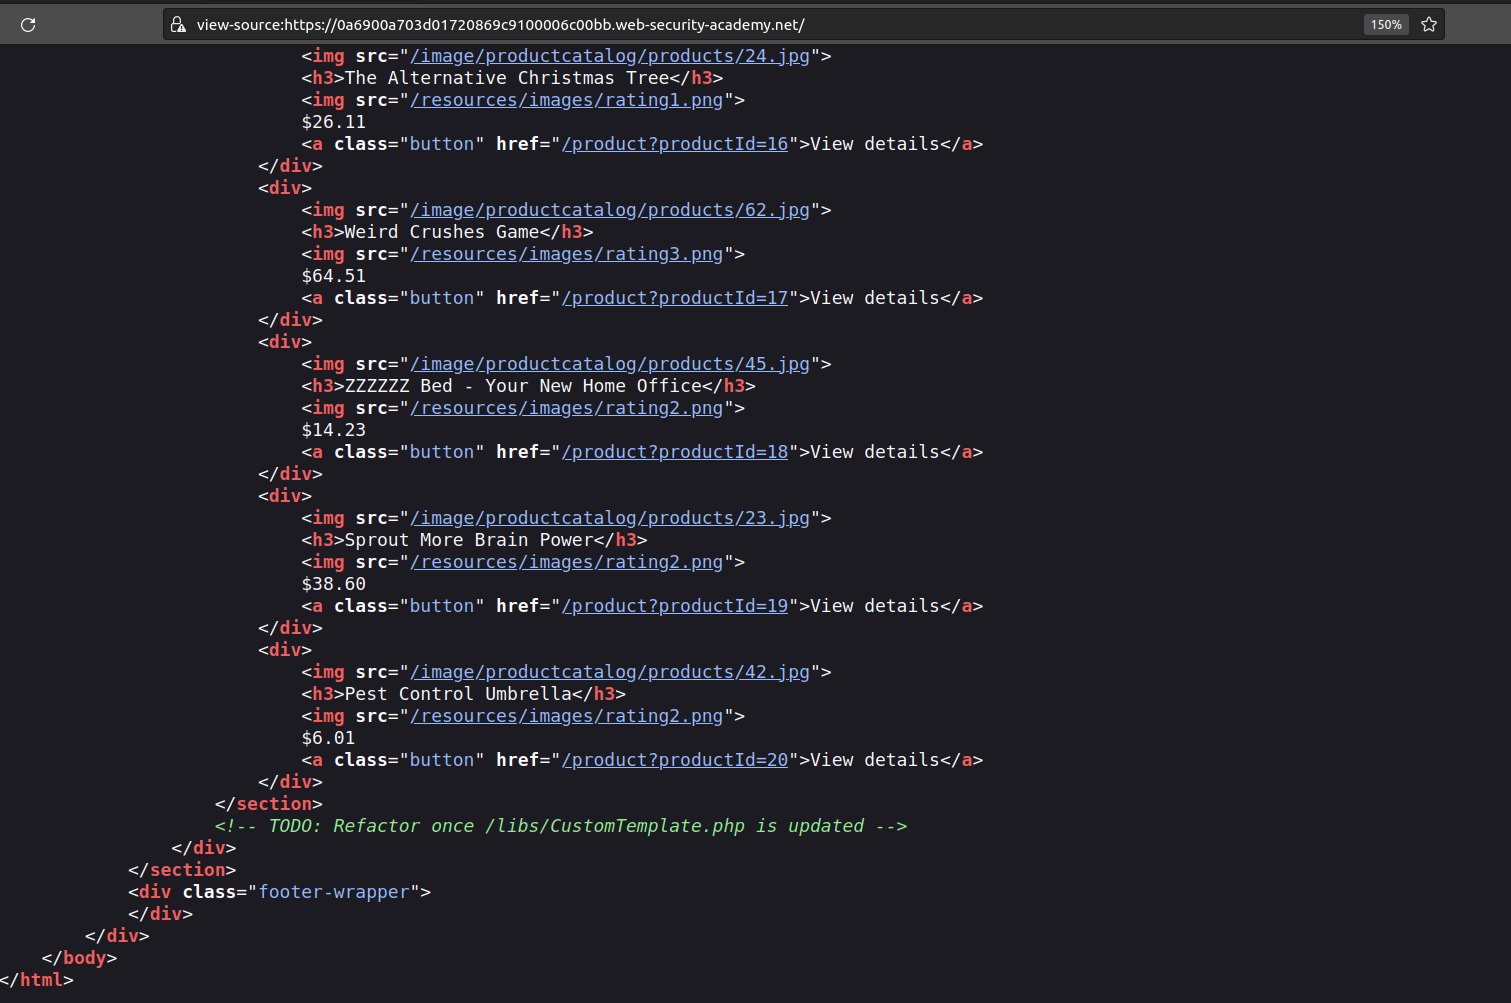 view-source:https://0a6900a703d01720869c9100006c00bb.web-security-academy.net/ 150%
<img src="/image/productcatalog/products/24.jpg">
<h3>The Alternative Christmas Tree</h3>
<img src="/resources/images/rating1.png">
$26.11
<a class="button" href="/product?productId=16">View details</a>
</div>
<div>
<img src="/image/productcatalog/products/62.jpg">
<h3>Weird Crushes Game</h3>
<img src="/resources/images/rating3.png">
$64.51
<a class="button" href="/product?productId=17">View details</a>
</div>
<div>
<img src="/image/productcatalog/products/45.jpg">
<h3>ZZZZZZ Bed - Your New Home Office</h3>
<img src="/resources/images/rating2.png">
$14.23
<a class="button" href="/product?productId=18">View details</a>
</div>
<div>
<img src="/image/productcatalog/products/23.jpg">
<h3>Sprout More Brain Power</h3>
<img src="/resources/images/rating2.png">
$38.60
<a class="button" href="/product?productId=19">View details</a>
</div>
<div>
<img src="/image/productcatalog/products/42.jpg">
<h3>Pest Control Umbrella</h3>
<img src="/resources/images/rating2.png">
$6.01
<a class="button" href="/product?productId=20">View details</a>
</div>
</section>
<!-- TODO: Refactor once /libs/CustomTemplate.php is updated -->
</div>
</section>
<div class="footer-wrapper">
</div>
</div>
</body>
</html>